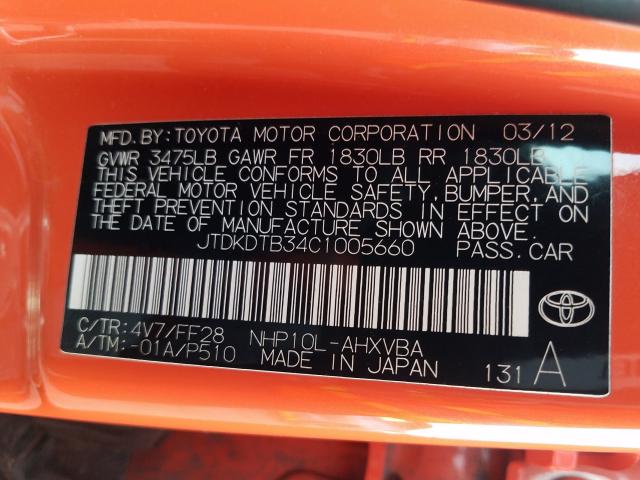 MFD.BY:TOYOTA MOTOR CORPORATION 03/12
GVWR 3475LB GAWR FR 1830LB RR 1830LB
THIS VEHICLE CONFORMS TO ALL APPLICABLE
FEDERAL MOTOR VEHICLE SAFETY,BUMPER,AND
THEFT PREVENTION STANDARDS IN EFFECT ON
THE DATE OF MANUFACTURE SHOWN ABOVE.
JTDKDTB34C1005660 PASS.CAR
C/TR:4V7/FF28 NHP10L-AHXVBA
A/TM:-01A/P510 MADE IN JAPAN 131 A